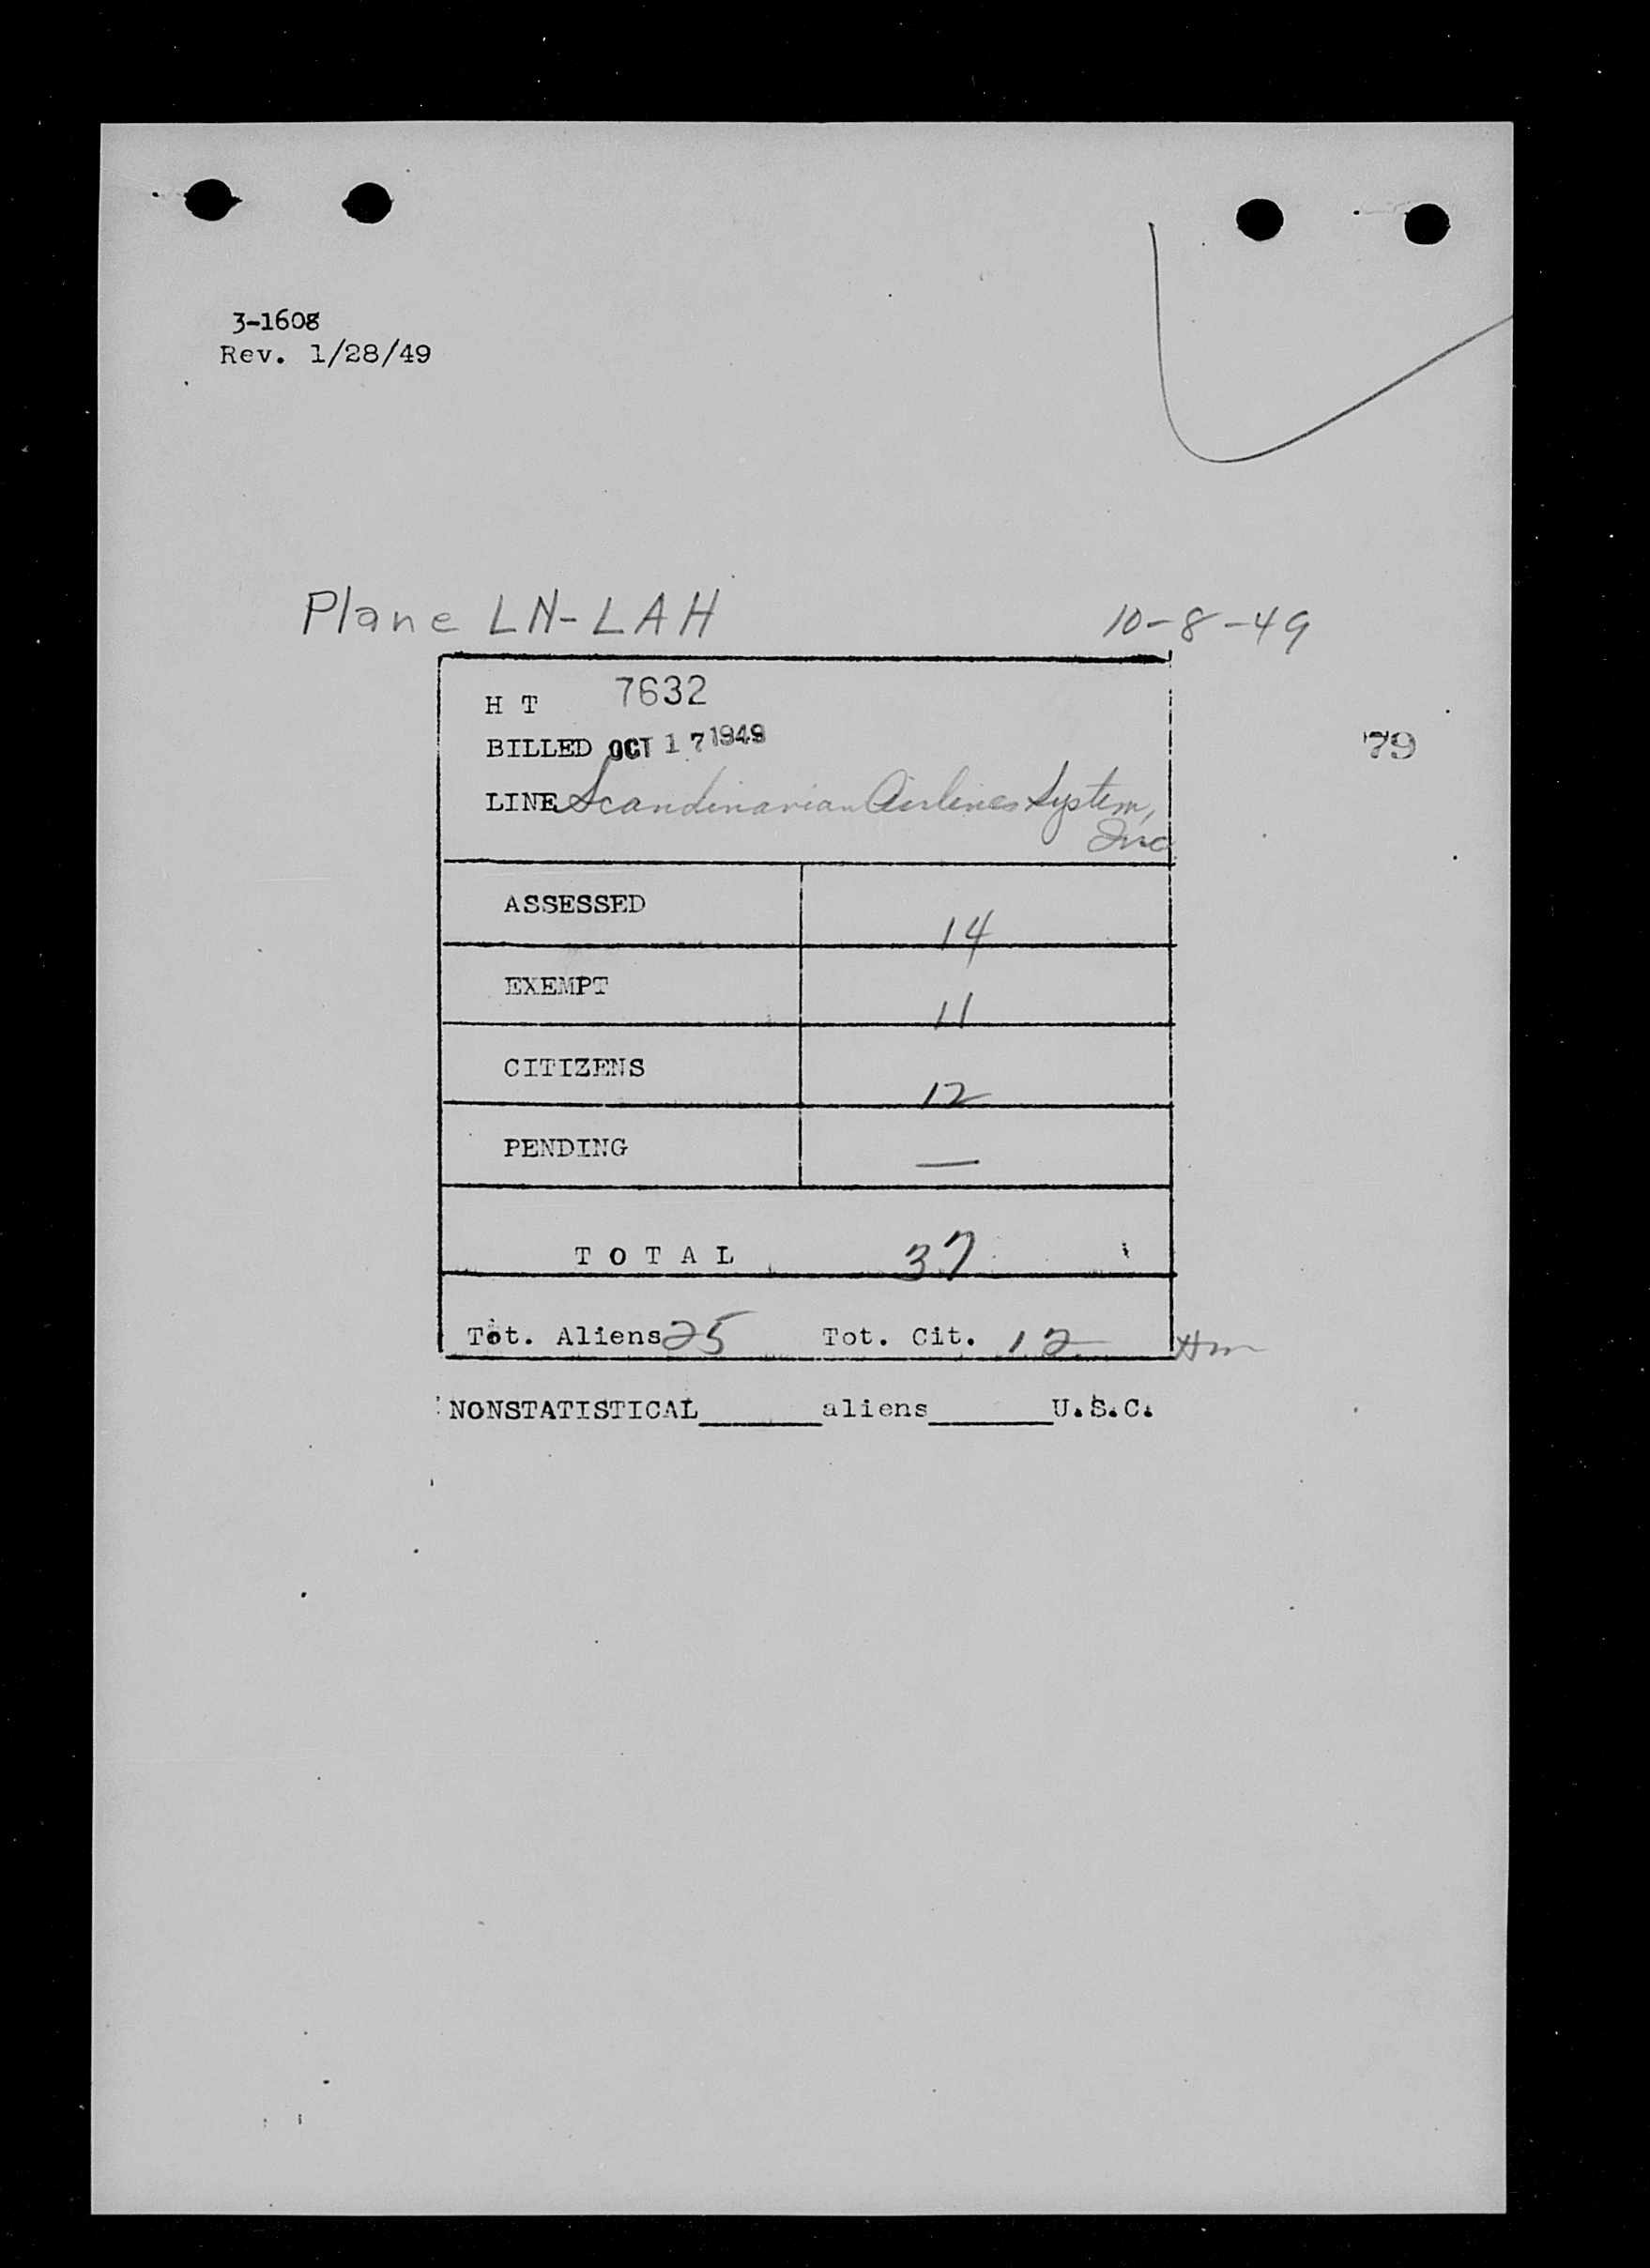 3-1608
Rev. 1/28/49
Plane LN-LAH 10-8-49
H T 7632
BILLED OCT 17 1949
79
LINE Scandinavian Airlines System,
Inc
ASSESSED 14
EXEMPT 11
CITIZENS 12
PENDING —
TOTAL 37
Tot. Aliens 25 Tot. Cit. 12
NONSTATISTICAL______aliens______U.S.C.